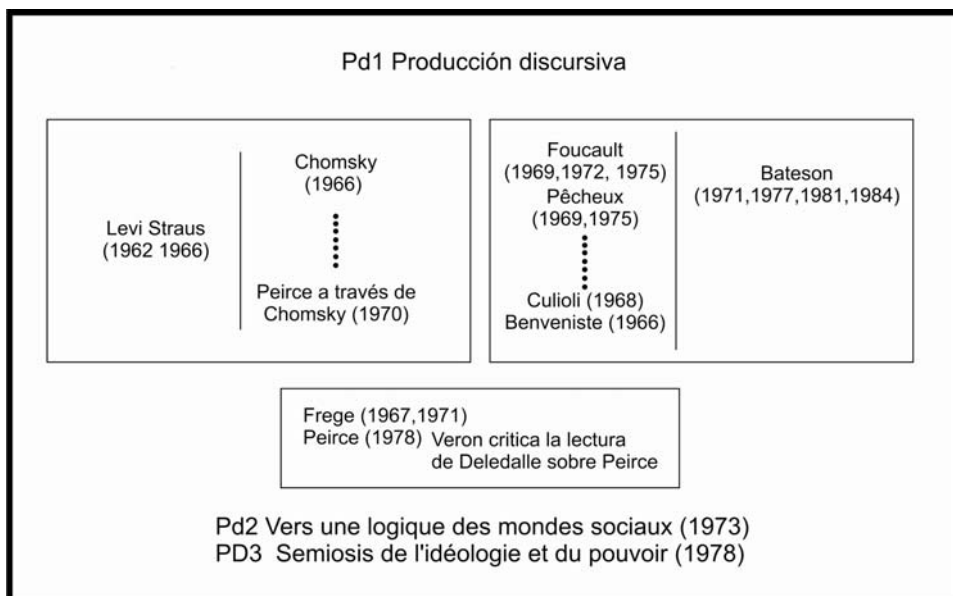 Pd1 Producción discursiva
Levi Straus
(1962 1966)
Chomsky
(1966)
Peirce a través de
Chomsky (1970)
Foucault
(1969,1972, 1975)
Pêcheux
(1969,1975)
Culioli (1968)
Benveniste (1966)
Bateson
(1971,1977,1981,1984)
Frege (1967,1971)
Peirce (1978) Veron critica la lectura
de Deledalle sobre Peirce
Pd2 Vers une logique des mondes sociaux (1973)
PD3 Semiosis de l'idéologie et du pouvoir (1978)